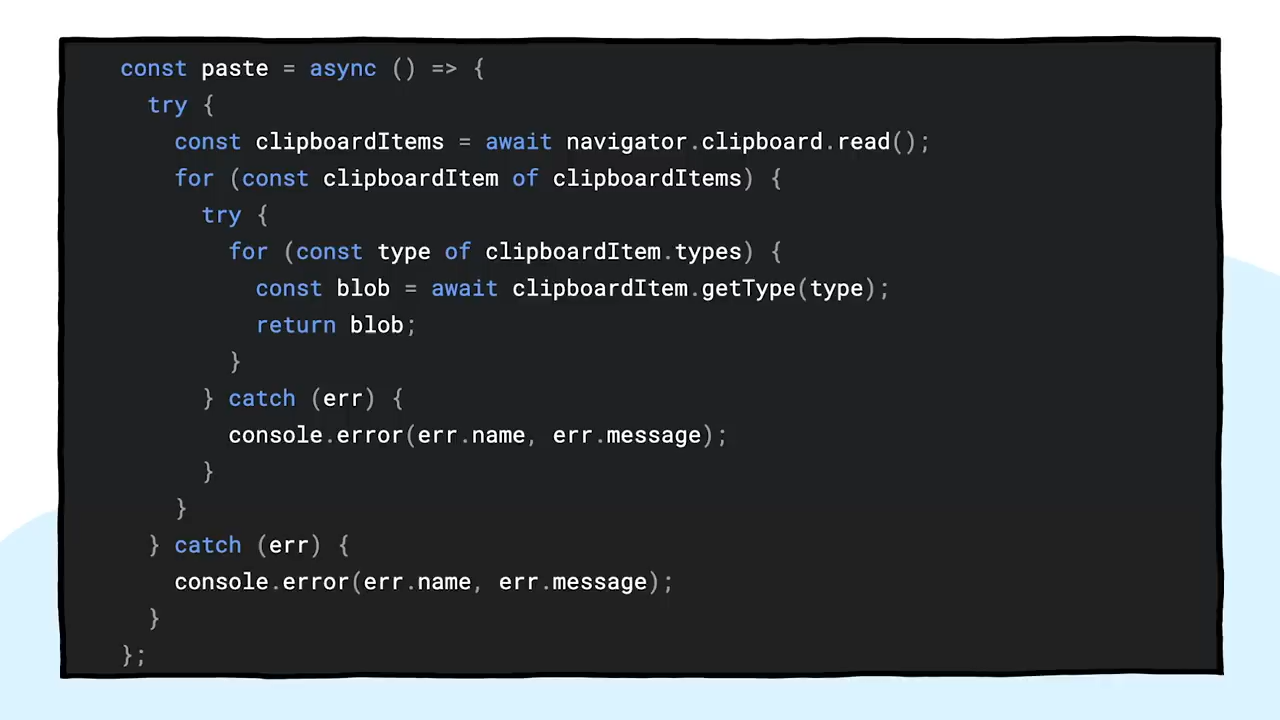 const paste = async () => {
  try {
    const clipboardItems = await navigator.clipboard.read();
    for (const clipboardItem of clipboardItems) {
      try {
        for (const type of clipboardItem.types) {
          const blob = await clipboardItem.getType(type);
          return blob;
        }
      } catch (err) {
        console.error(err.name, err.message);
      }
    }
  } catch (err) {
    console.error(err.name, err.message);
  }
};